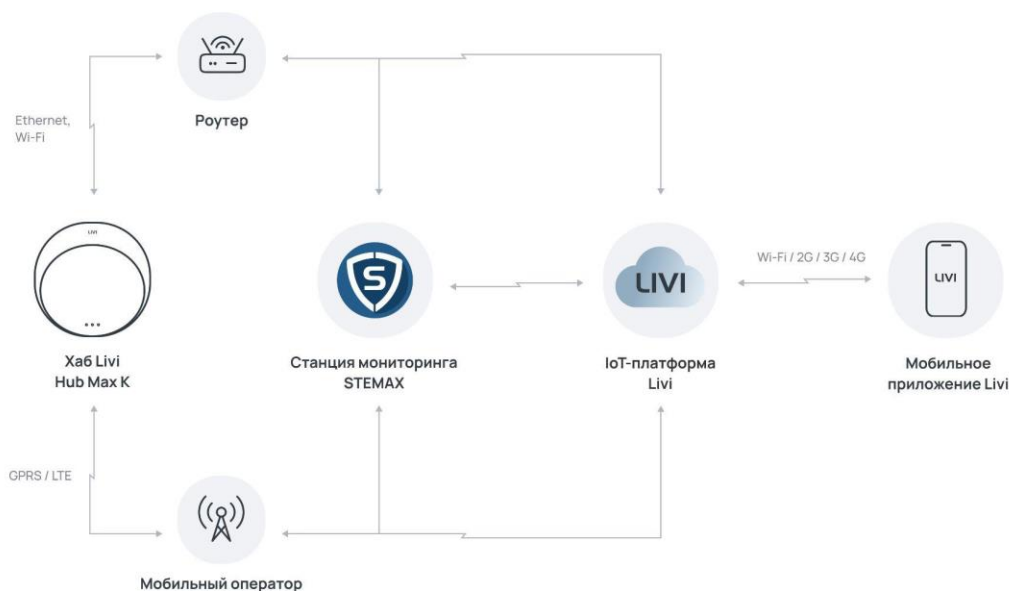 Роутер
Ethernet,
Wi-Fi
LIVI
Хаб Livi
Hub Max K
S
Станция мониторинга
STEMAX
LIVI
IoT-платформа
Livi
Wi-Fi / 2G / 3G / 4G
LIVI
Мобильное
приложение Livi
GPRS / LTE
Мобильный оператор